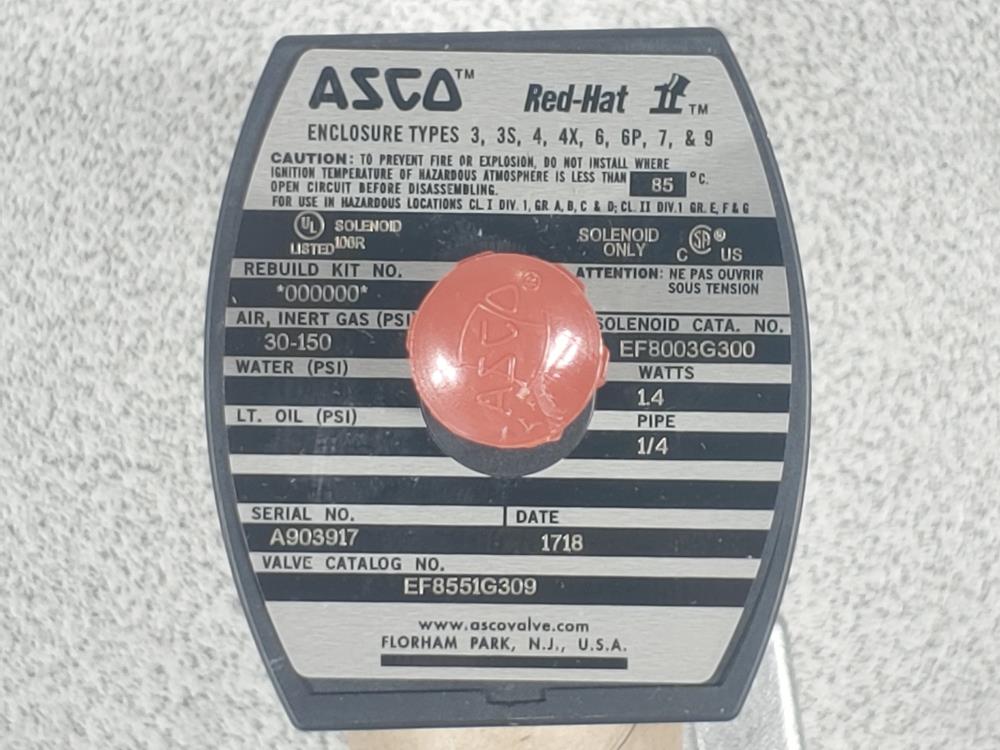 ASCO™ Red-Hat II™
ENCLOSURE TYPES 3, 3S, 4, 4X, 6, 6P, 7, & 9
CAUTION: TO PREVENT FIRE OR EXPLOSION, DO NOT INSTALL WHERE
IGNITION TEMPERATURE OF HAZARDOUS ATMOSPHERE IS LESS THAN 85 °C.
OPEN CIRCUIT BEFORE DISASSEMBLING.
FOR USE IN HAZARDOUS LOCATIONS CL. I DIV. 1, GR. A, B, C & D; CL. II DIV. 1 GR. E, F & G
UL LISTED SOLENOID 106R
SOLENOID ONLY C SA® US
REBUILD KIT NO.
*000000*
ATTENTION: NE PAS OUVRIR
SOUS TENSION
AIR, INERT GAS (PSI
30-150
SOLENOID CATA. NO.
EF8003G300
WATER (PSI)
WATTS
1.4
LT. OIL (PSI)
PIPE
1/4
ASCO®
SERIAL NO.
A903917
DATE
1718
VALVE CATALOG NO.
EF8551G309
www.ascovalve.com
FLORHAM PARK, N.J., U.S.A.